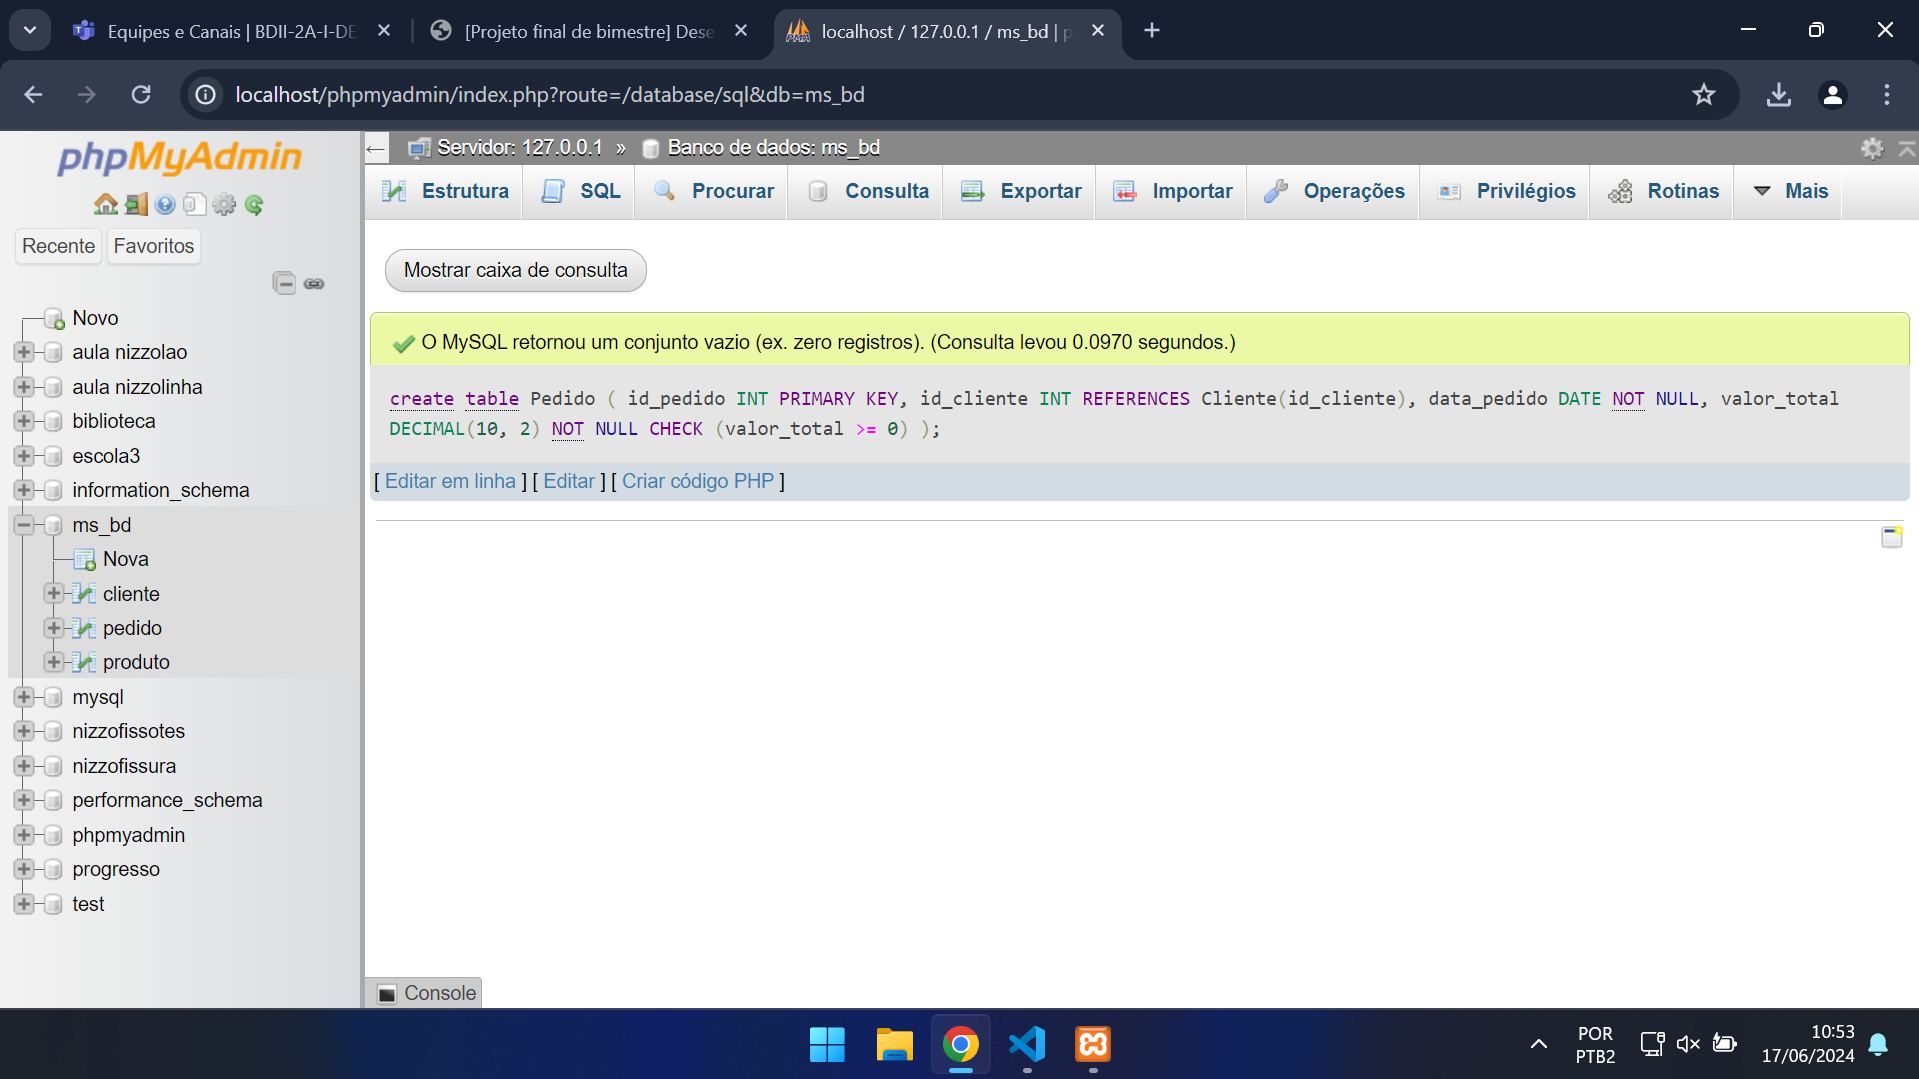 Equipes e Canais | BDII-2A-I-DE
[Projeto final de bimestre] Dese
localhost / 127.0.0.1 / ms_bd | p
localhost/phpmyadmin/index.php?route=/database/sql&db=ms_bd
phpMyAdmin
Recente
Favoritos
Novo
aula nizzolao
aula nizzolinha
biblioteca
escola3
information_schema
ms_bd
Nova
cliente
pedido
produto
mysql
nizzofissotes
nizzofissura
performance_schema
phpmyadmin
progresso
test
Servidor: 127.0.0.1 » Banco de dados: ms_bd
Estrutura SQL Procurar Consulta Exportar Importar Operações Privilégios Rotinas Mais
Mostrar caixa de consulta
O MySQL retornou um conjunto vazio (ex. zero registros). (Consulta levou 0.0970 segundos.)
create table Pedido ( id_pedido INT PRIMARY KEY, id_cliente INT REFERENCES Cliente(id_cliente), data_pedido DATE NOT NULL, valor_total
DECIMAL(10, 2) NOT NULL CHECK (valor_total >= 0) );
[ Editar em linha ] [ Editar ] [ Criar código PHP ]
Console
POR
PTB2
10:53
17/06/2024